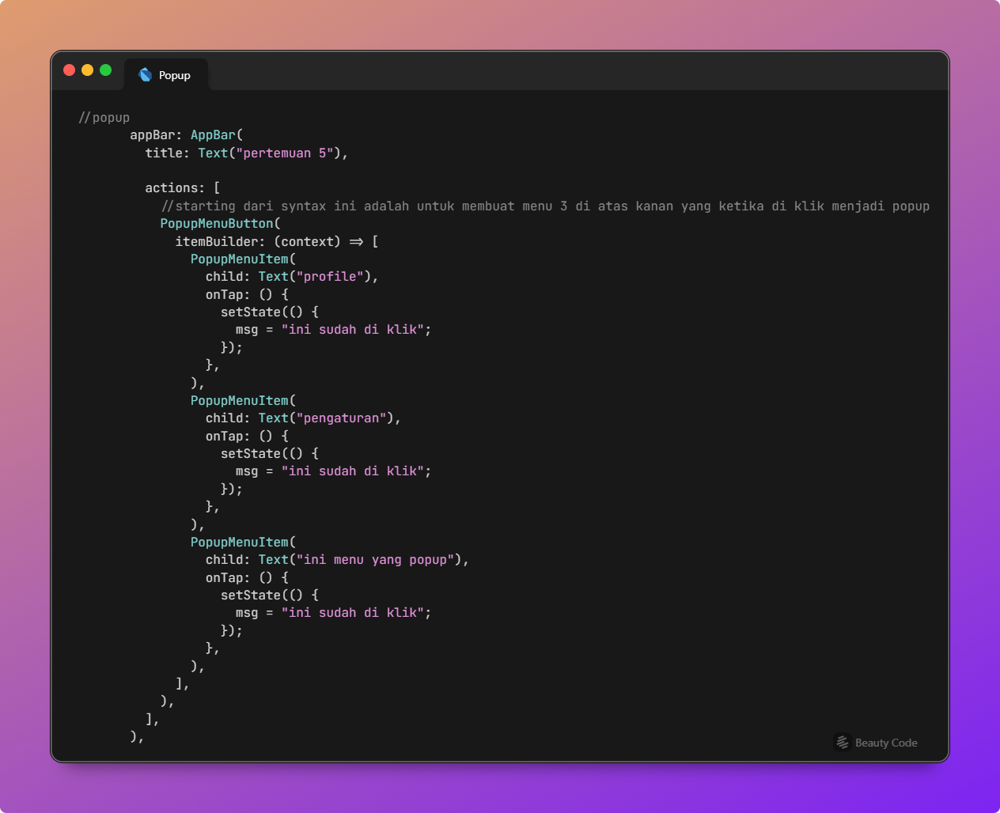 Popup
//popup
appBar: AppBar(
title: Text("pertemuan 5"),
actions: [
//starting dari syntax ini adalah untuk membuat menu 3 di atas kanan yang ketika di klik menjadi popup
PopupMenuButton(
itemBuilder: (context) => [
PopupMenuItem(
child: Text("profile"),
onTap: () {
setState(() {
msg = "ini sudah di klik";
});
},
),
PopupMenuItem(
child: Text("pengaturan"),
onTap: () {
setState(() {
msg = "ini sudah di klik";
});
},
),
PopupMenuItem(
child: Text("ini menu yang popup"),
onTap: () {
setState(() {
msg = "ini sudah di klik";
});
},
),
],
),
],
),
Beauty Code